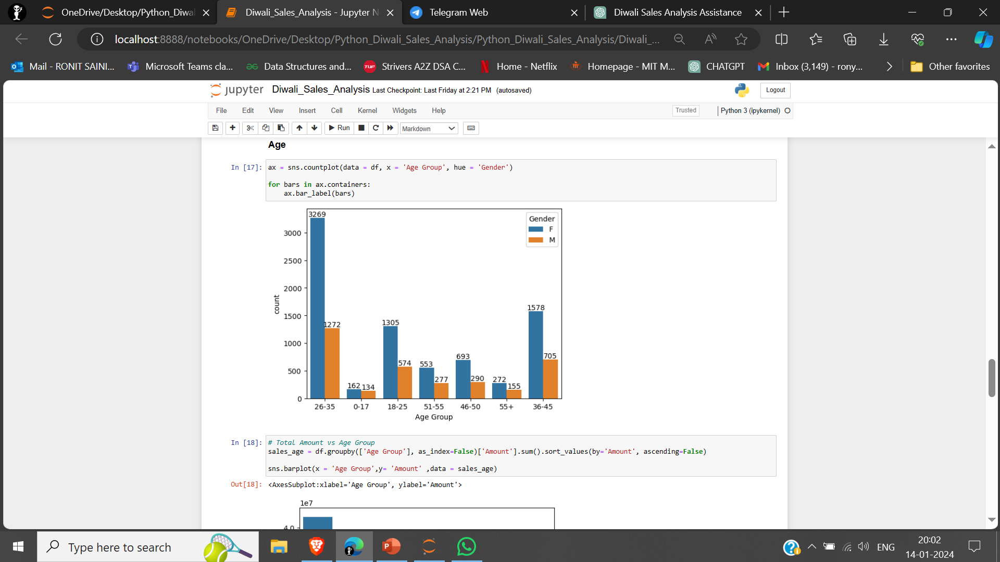 OneDrive/Desktop/Python_Diwal
Diwali_Sales_Analysis - Jupyter N
Telegram Web
Diwali Sales Analysis Assistance
localhost:8888/notebooks/OneDrive/Desktop/Python_Diwali_Sales_Analysis/Python_Diwali_Sales_Analysis/Diwali_...
Mail - RONIT SAINI...
Microsoft Teams cla...
Data Structures and...
TUF
Strivers A2Z DSA C...
Home - Netflix
Homepage - MIT M...
CHATGPT
Inbox (3,149) - rony...
Other favorites
jupyter Diwali_Sales_Analysis Last Checkpoint: Last Friday at 2:21 PM (autosaved)
Logout
File Edit View Insert Cell Kernel Widgets Help
Trusted
Python 3 (ipykernel)
Run
Markdown
Age
In [17]: ax = sns.countplot(data = df, x = 'Age Group', hue = 'Gender')
for bars in ax.containers:
    ax.bar_label(bars)
Gender
F
M
count
3000
2500
2000
1500
1000
500
0
3269
1272
162
134
1305
574
553
277
693
290
272
155
1578
705
26-35 0-17 18-25 51-55 46-50 55+ 36-45
Age Group
In [18]: # Total Amount vs Age Group
sales_age = df.groupby(['Age Group'], as_index=False)['Amount'].sum().sort_values(by='Amount', ascending=False)
sns.barplot(x = 'Age Group',y= 'Amount' ,data = sales_age)
Out[18]: <AxesSubplot:xlabel='Age Group', ylabel='Amount'>
1e7
4.0
Type here to search
ENG
20:02
14-01-2024